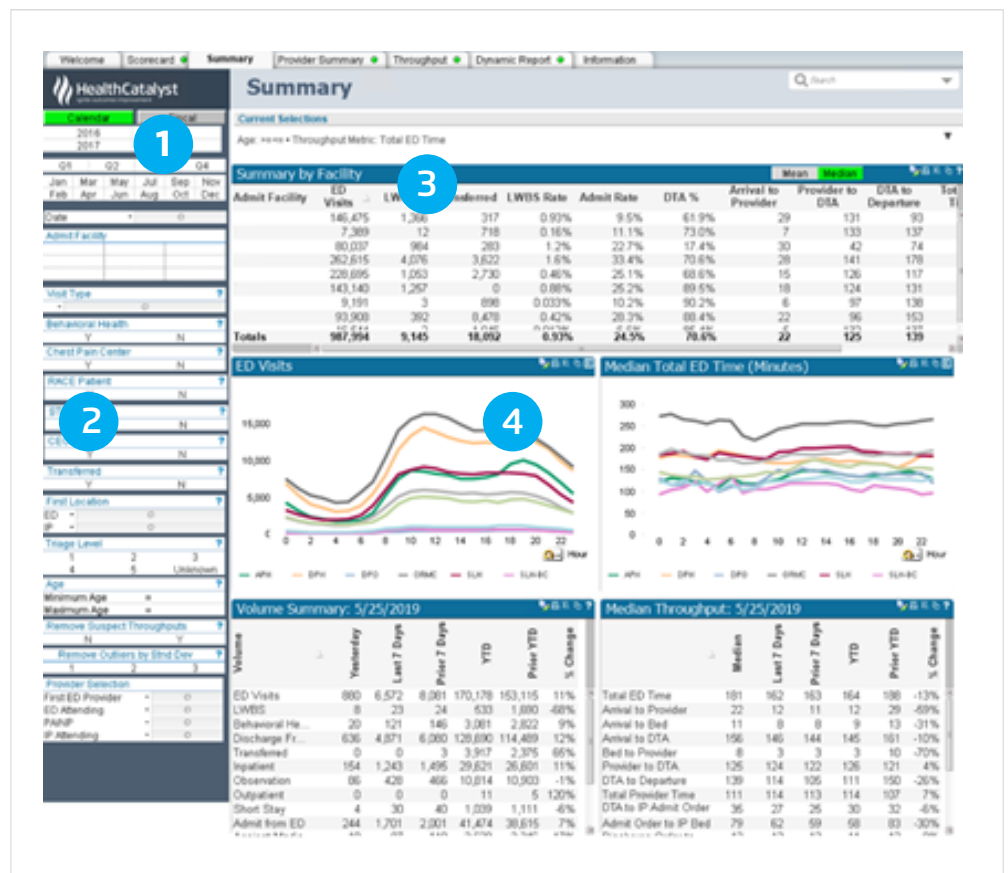 Welcome Scorecard Summary Provider Summary Throughput Dynamic Report Information
HealthCatalyst
Summary
Search
Calendar Fiscal
2016
2017
1
Q1 Q2 Q4
Jan Mar May Jul Sep Nov
Feb Apr Jun Aug Oct Dec
Date
Admit Facility
Visit Type ?
Behavioral Health ?
Y N
Chest Pain Center ?
Y N
RACE Patient ?
N
2
?
N
?
Y N
Transferred ?
Y N
First Location ?
ED
IP
Triage Level ?
1 2 3
4 5 Unknown
Age ?
Minimum Age =
Maximum Age =
Remove Suspect Throughputs ?
N Y
Remove Outliers by Stnd Dev ?
1 2 3
Provider Selection
First ED Provider
ED Attending
PA/NP
IP Attending
Current Selections
Throughput Metric: Total ED Time
3
Summary by Facility Mean Median
Admit Facility ED Visits LWBS Rate Admit Rate DTA % Arrival to Provider Provider to DTA DTA to Departure
146,475 1,366 317 0.93% 9.5% 61.9% 29 131 93
7,389 12 718 0.16% 11.1% 73.0% 7 133 137
80,037 984 283 1.2% 22.7% 17.4% 30 42 74
262,615 4,076 3,622 1.6% 33.4% 70.6% 28 141 178
228,695 1,053 2,730 0.46% 25.1% 68.6% 15 126 117
143,140 1,257 0 0.88% 25.2% 89.5% 18 124 131
9,191 3 898 0.033% 10.2% 90.2% 6 97 138
93,908 392 8,478 0.42% 28.3% 88.4% 22 96 153
Totals 987,994 9,145 18,092 0.93% 24.5% 70.6% 22 125 139
ED Visits
4
15,000
10,000
5,000
0 2 4 6 8 10 12 14 16 18 20 22
Hour
APH DPH DPO ORMC SLH SLH-BC
Median Total ED Time (Minutes)
300
250
200
150
100
50
0
0 2 4 6 8 10 12 14 16 18 20 22
Hour
APH DPH DPO ORMC SLH SLH-BC
Volume Summary: 5/25/2019 ?
Volume Yesterday Last 7 Days Prior 7 Days YTD Prior YTD % Change
ED Visits 880 6,572 8,081 170,178 153,115 11%
LWBS 8 23 24 533 1,690 -68%
Behavioral He... 20 121 146 3,081 2,822 9%
Discharge Fr... 636 4,871 6,080 128,690 114,489 12%
Transferred 0 0 3 3,917 2,375 65%
Inpatient 154 1,243 1,495 29,621 26,601 11%
Observation 86 428 466 10,814 10,903 -1%
Outpatient 0 0 0 11 5 120%
Short Stay 4 30 40 1,039 1,111 -6%
Admit from ED 244 1,701 2,001 41,474 38,615 7%
Median Throughput: 5/25/2019 ?
Median Last 7 Days Prior 7 Days YTD Prior YTD % Change
Total ED Time 181 162 163 164 188 -13%
Arrival to Provider 22 12 11 12 29 -59%
Arrival to Bed 11 8 8 9 13 -31%
Arrival to DTA 156 146 144 145 161 -10%
Bed to Provider 8 3 3 3 10 -70%
Provider to DTA 125 124 122 126 121 4%
DTA to Departure 139 114 105 111 150 -26%
Total Provider Time 111 114 113 114 107 7%
DTA to IP Admit Order 35 27 25 30 32 -6%
Admit Order to IP Bed 79 62 59 58 83 -30%